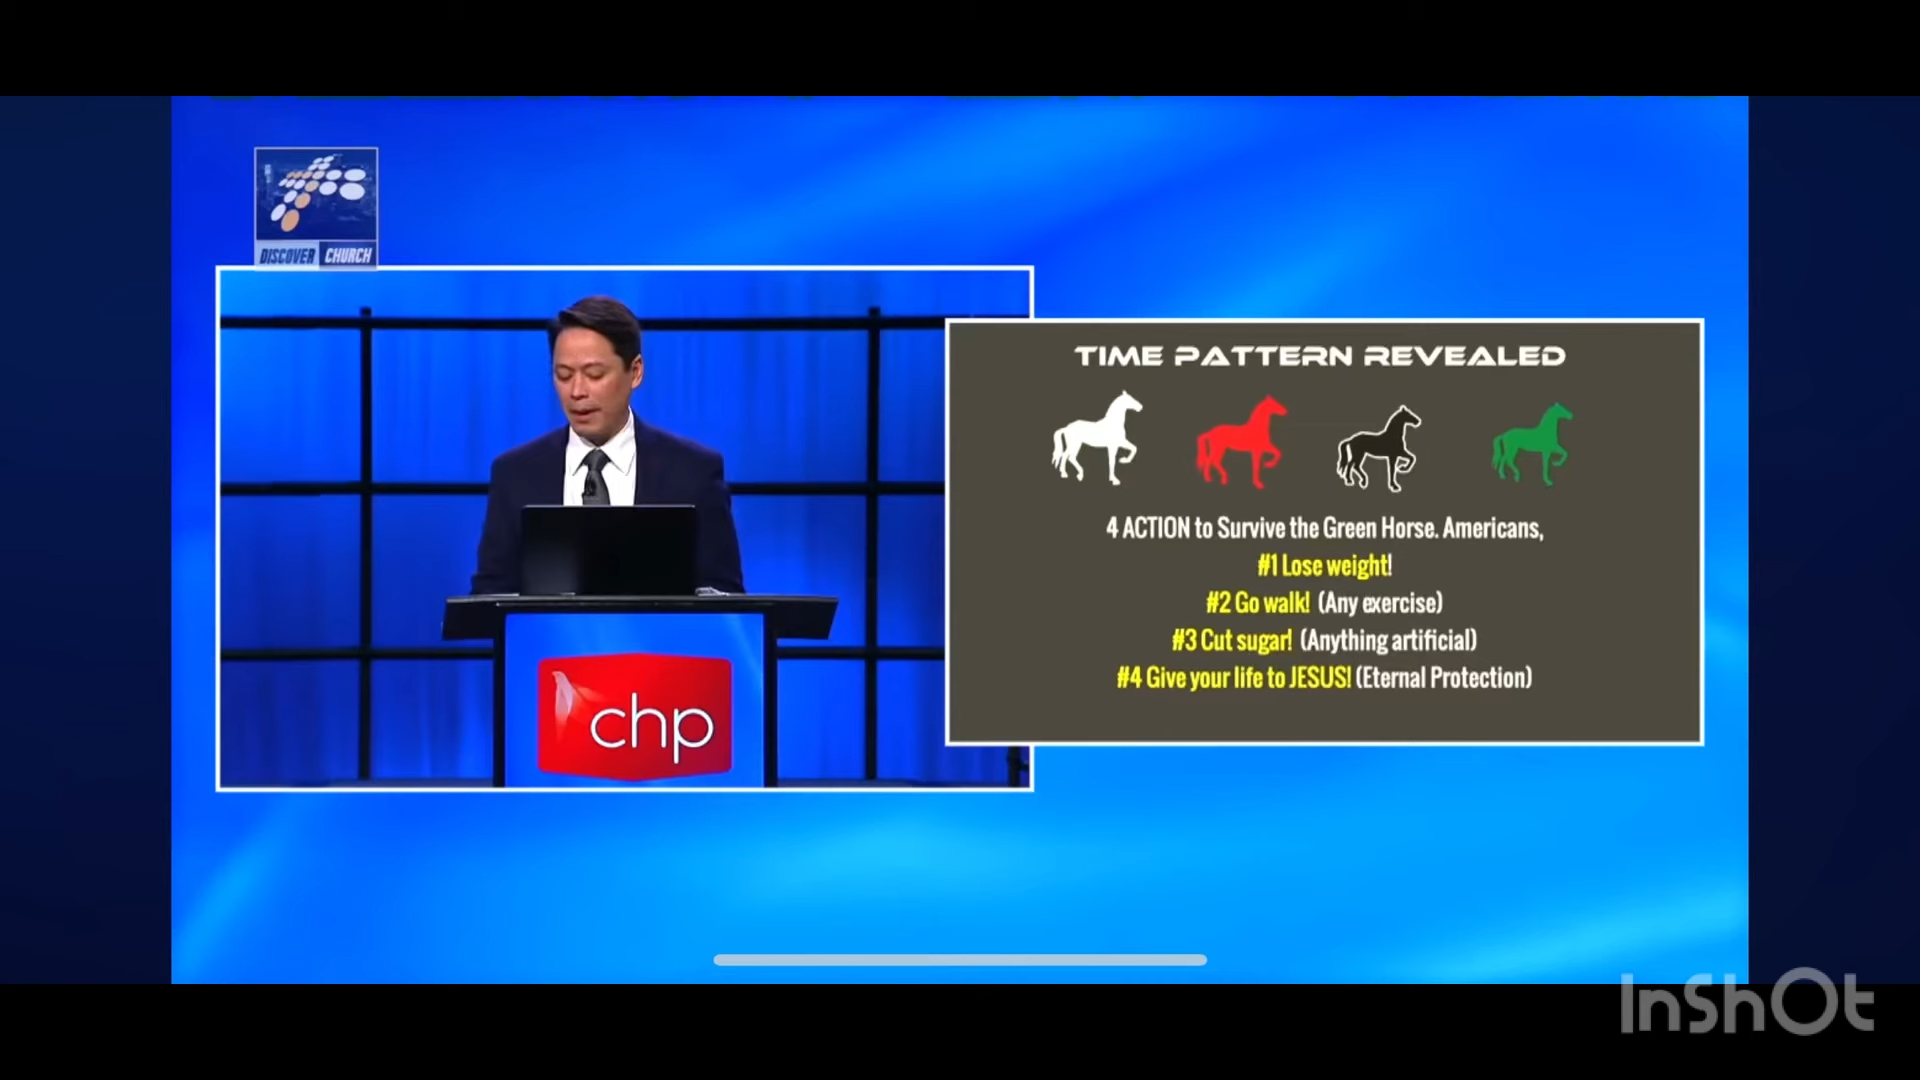 DISCOVER CHURCH
TIME PATTERN REVEALED
4 ACTION to Survive the Green Horse. Americans,
#1 Lose weight!
#2 Go walk! (Any exercise)
#3 Cut sugar! (Anything artificial)
#4 Give your life to JESUS! (Eternal Protection)
chp
InShOt